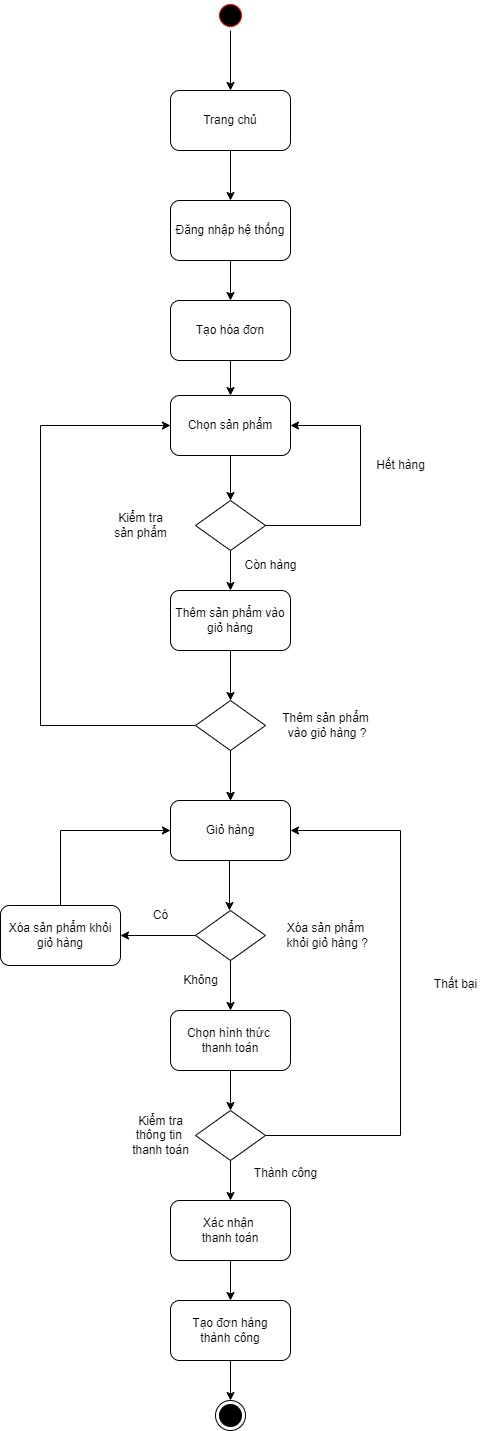 Trang chủ
Đăng nhập hệ thống
Tạo hóa đơn
Chọn sản phẩm
Hết hàng
Kiểm tra
sản phẩm
Còn hàng
Thêm sản phẩm vào
giỏ hàng
Thêm sản phẩm
vào giỏ hàng ?
Giỏ hàng
Có
Xóa sản phẩm khỏi
giỏ hàng
Xóa sản phẩm
khỏi giỏ hàng ?
Không
Thất bại
Chọn hình thức
thanh toán
Kiểm tra
thông tin
thanh toán
Thành công
Xác nhận
thanh toán
Tạo đơn hàng
thành công